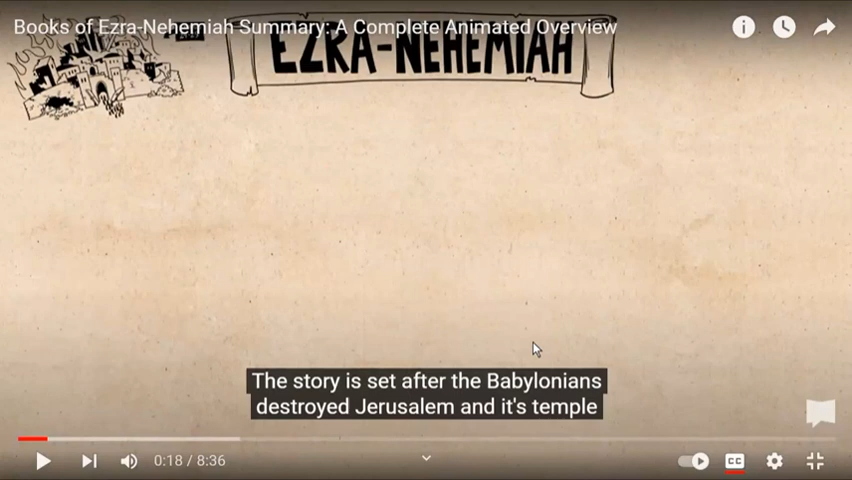 Books of Ezra-Nehemiah Summary: A Complete Animated Overview
EZRA-NEHEMIAH
The story is set after the Babylonians
destroyed Jerusalem and it's temple
0:18 / 8:36
CC